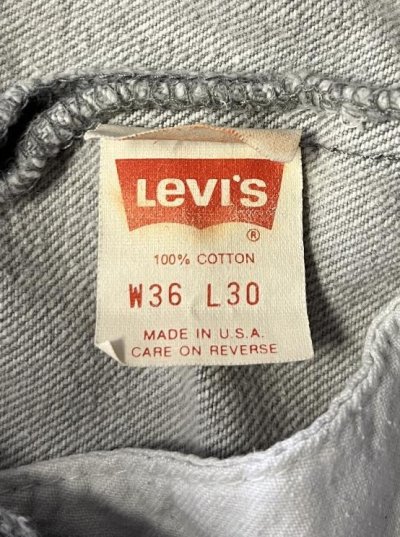 Levi's
®
100% COTTON
W36 L30
MADE IN U.S.A.
CARE ON REVERSE